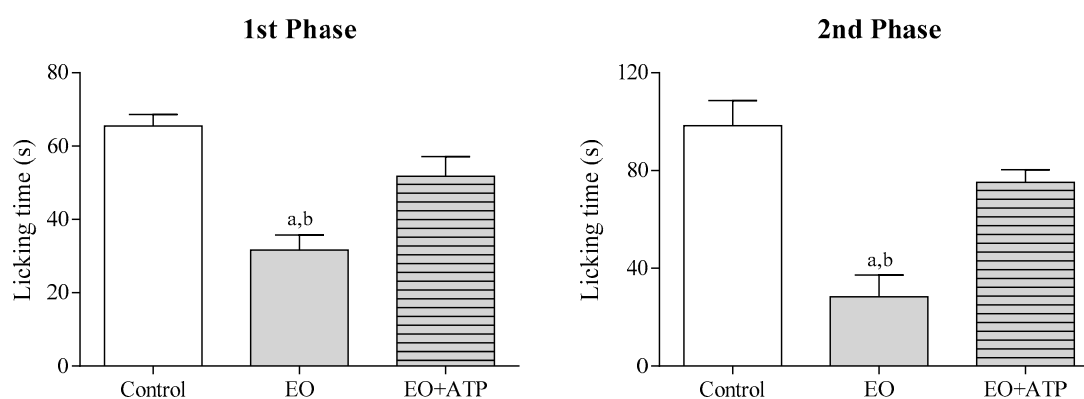 1st Phase
Licking time (s)
80
60
40
20
0
a,b
Control
EO
EO+ATP
2nd Phase
Licking time (s)
120
80
40
0
a,b
Control
EO
EO+ATP